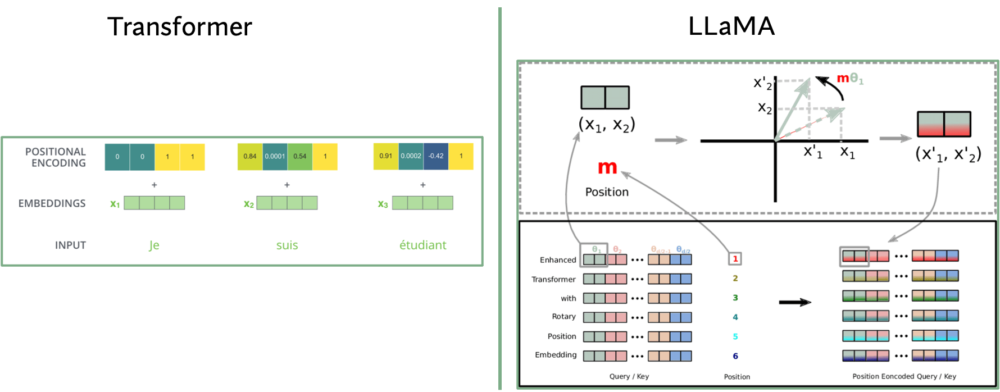 Transformer
POSITIONAL
ENCODING
0 0 1 1
0.84 0.0001 0.54 1
0.91 0.0002 -0.42 1
+ + +
EMBEDDINGS
x1 x2 x3
INPUT
Je suis étudiant
LLaMA
(x1, x2)
m
Position
x'2
x2
mθ1
x'1 x1
(x'1, x'2)
θ1 θ2 θd/2-1 θd/2
Enhanced ••• 1 •••
Transformer ••• 2 •••
with ••• 3 •••
Rotary ••• 4 •••
Position ••• 5 •••
Embedding ••• 6 •••
Query / Key Position Position Eoncoded Query / Key